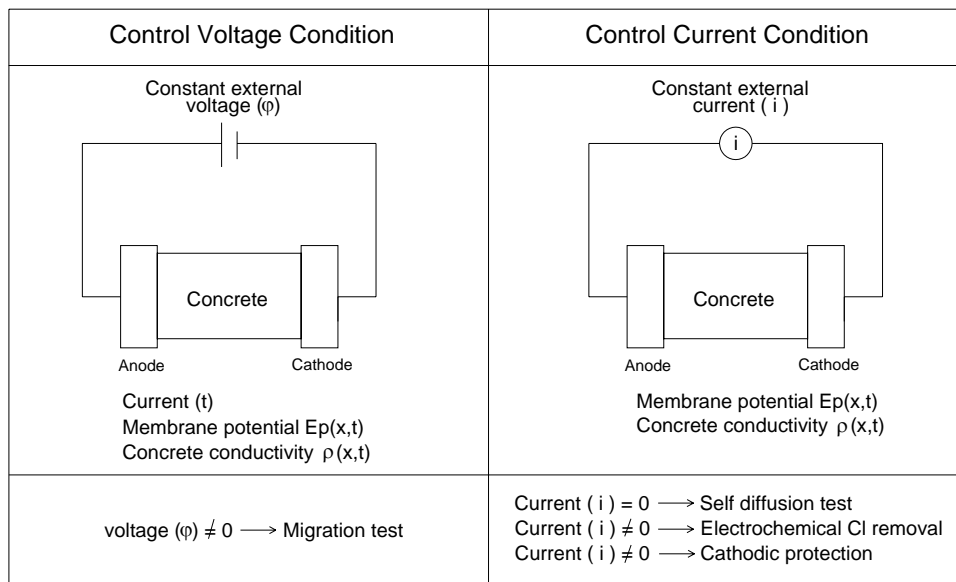 Control Voltage Condition
Constant external
voltage (φ)
Concrete
Anode
Cathode
Current (t)
Membrane potential Ep(x,t)
Concrete conductivity ρ(x,t)
voltage (φ) ≠ 0 ⟶ Migration test
Control Current Condition
Constant external
current ( i )
i
Concrete
Anode
Cathode
Membrane potential Ep(x,t)
Concrete conductivity ρ(x,t)
Current ( i ) = 0 ⟶ Self diffusion test
Current ( i ) ≠ 0 ⟶ Electrochemical Cl removal
Current ( i ) ≠ 0 ⟶ Cathodic protection